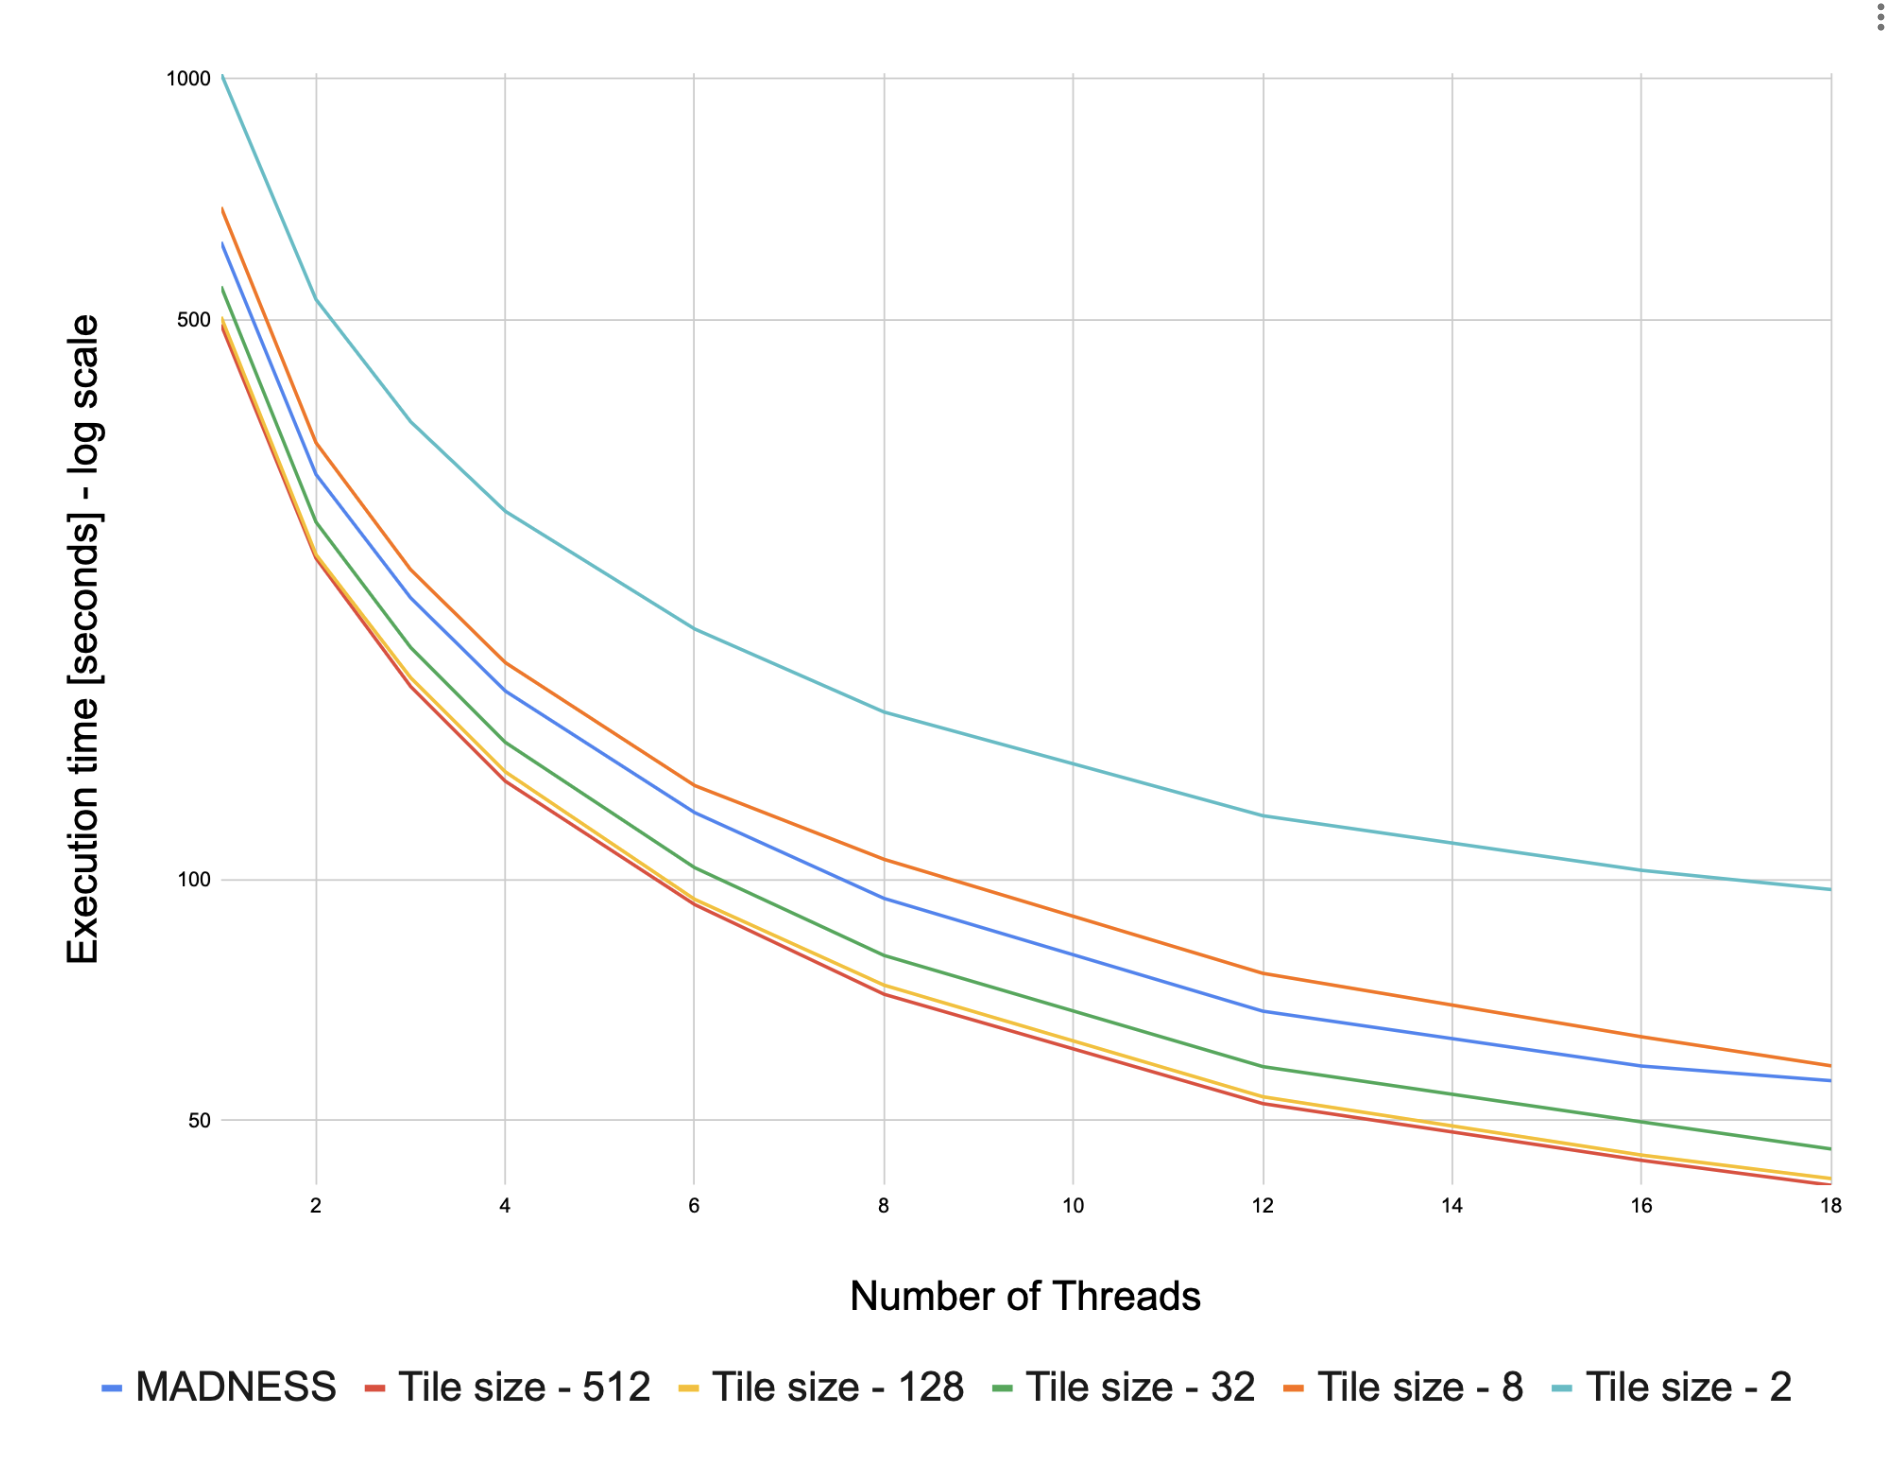 1000
500
100
50
Execution time [seconds] - log scale
2 4 6 8 10 12 14 16 18
Number of Threads
MADNESS Tile size - 512 Tile size - 128 Tile size - 32 Tile size - 8 Tile size - 2